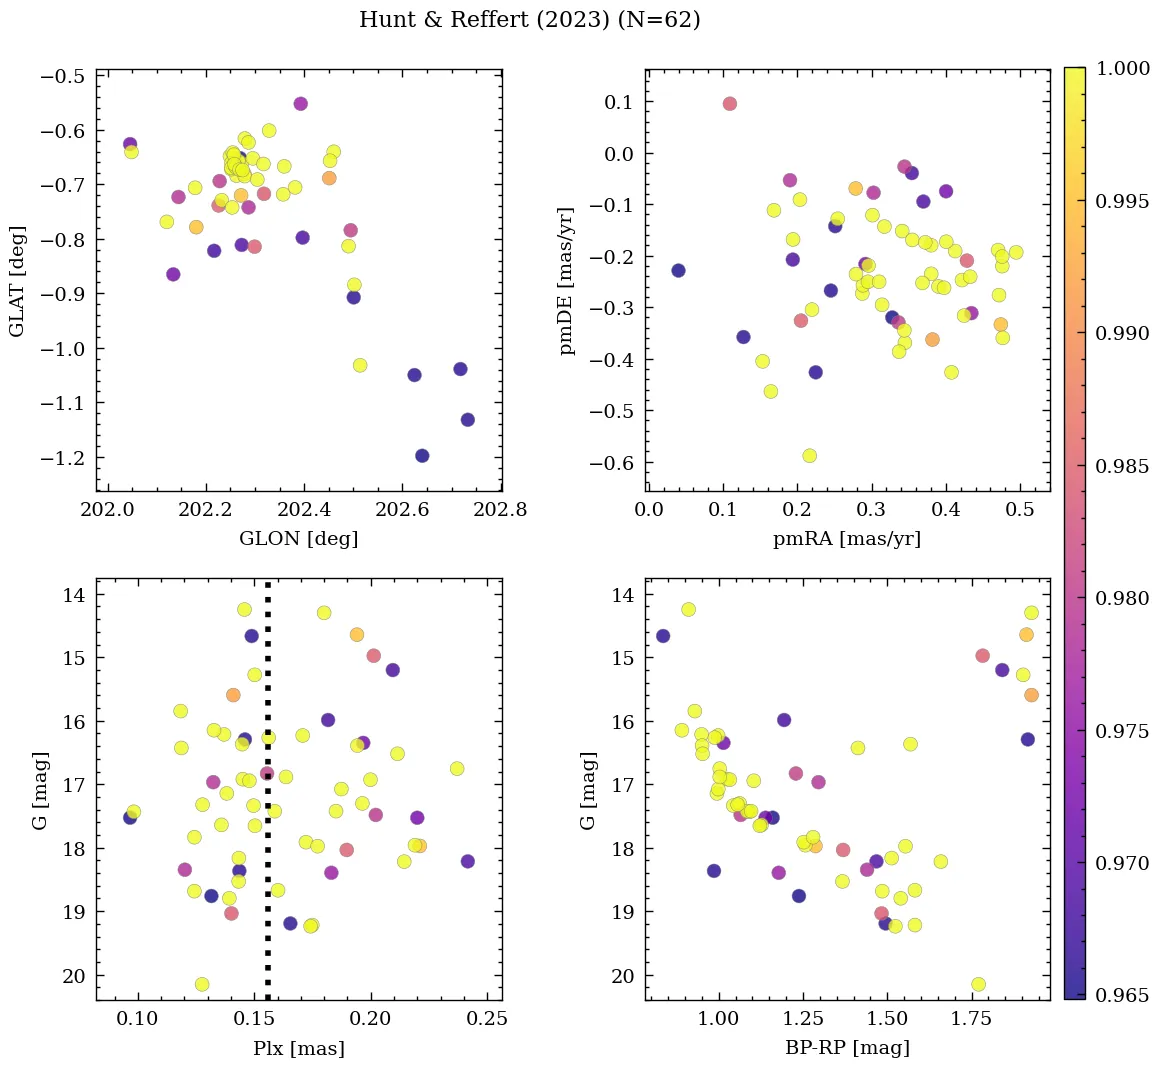 Hunt & Reffert (2023) (N=62)
−0.5
−0.6
−0.7
−0.8
−0.9
−1.0
−1.1
−1.2
GLAT [deg]
202.0 202.2 202.4 202.6 202.8
GLON [deg]
0.1
0.0
−0.1
−0.2
−0.3
−0.4
−0.5
−0.6
pmDE [mas/yr]
0.0 0.1 0.2 0.3 0.4 0.5
pmRA [mas/yr]
14
15
16
17
18
19
20
G [mag]
0.10 0.15 0.20 0.25
Plx [mas]
14
15
16
17
18
19
20
G [mag]
1.00 1.25 1.50 1.75
BP-RP [mag]
1.000
0.995
0.990
0.985
0.980
0.975
0.970
0.965